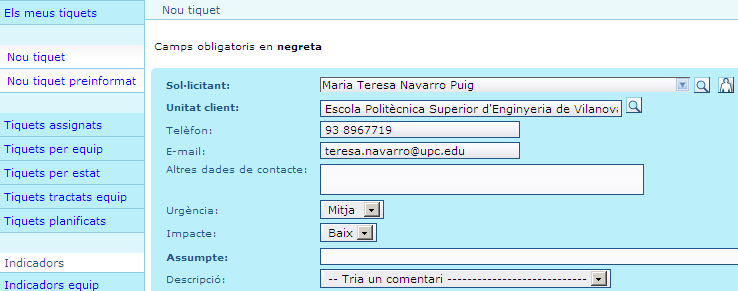 Els meus tiquets
Nou tiquet
Nou tiquet preinformat
Tiquets assignats
Tiquets per equip
Tiquets per estat
Tiquets tractats equip
Tiquets planificats
Indicadors
Indicadors equip
Nou tiquet
Camps obligatoris en negreta
Sol·licitant: Maria Teresa Navarro Puig
Unitat client: Escola Politècnica Superior d'Enginyeria de Vilanova
Telèfon: 93 8967719
E-mail: teresa.navarro@upc.edu
Altres dades de contacte:
Urgència: Mitja
Impacte: Baix
Assumpte:
Descripció: -- Tria un comentari ----------------------------